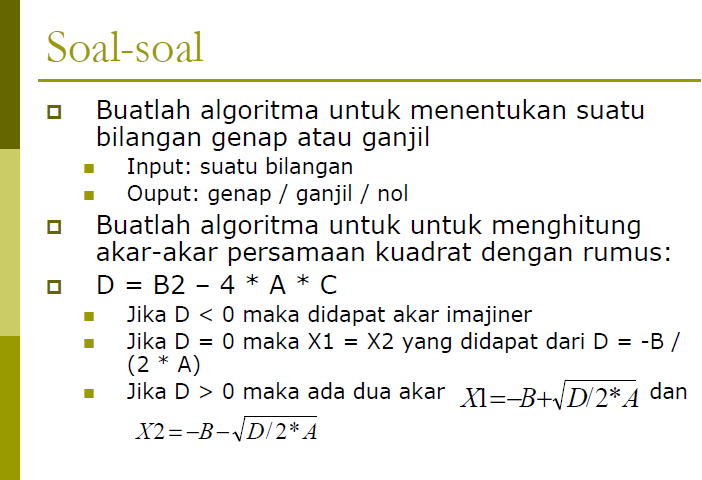 Soal-soal
Buatlah algoritma untuk menentukan suatu
bilangan genap atau ganjil
Input: suatu bilangan
Ouput: genap / ganjil / nol
Buatlah algoritma untuk untuk menghitung
akar-akar persamaan kuadrat dengan rumus:
D = B2 – 4 * A * C
Jika D < 0 maka didapat akar imajiner
Jika D = 0 maka X1 = X2 yang didapat dari D = -B /
(2 * A)
Jika D > 0 maka ada dua akar X1=−B+√D/2*A dan
X2=−B−√D/2*A